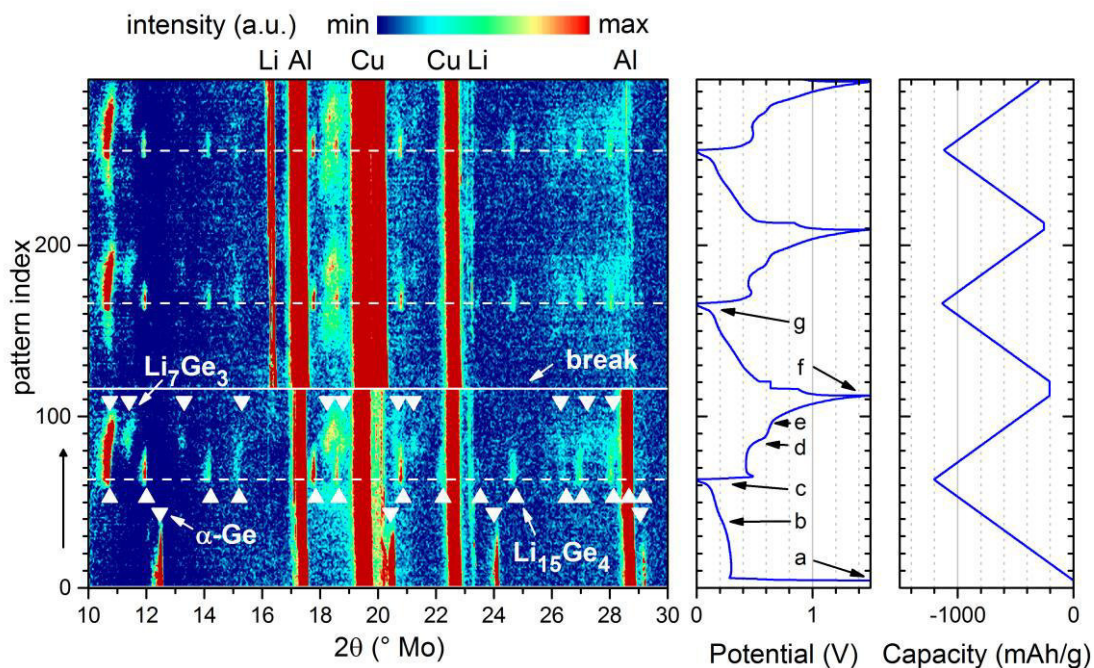 intensity (a.u.) min max
Li Al Cu Cu Li Al
pattern index
200
100
0
Li7Ge3
break
α-Ge
Li15Ge4
10 12 14 16 18 20 22 24 26 28 30
2θ (° Mo)
g
f
e
d
c
b
a
0 1
Potential (V)
-1000 0
Capacity (mAh/g)